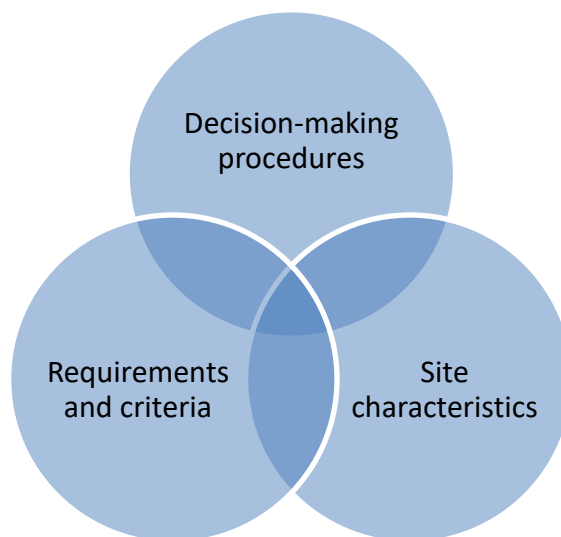 Decision-making
procedures
Requirements
and criteria
Site
characteristics